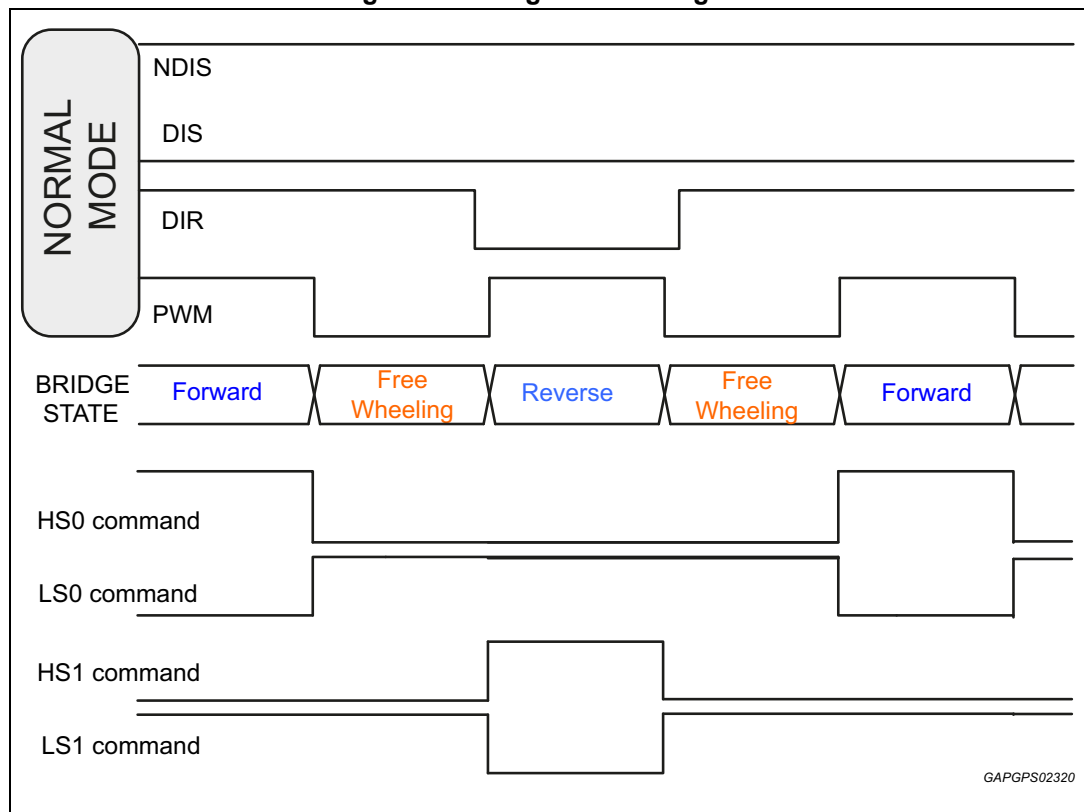 NORMAL
MODE
NDIS
DIS
DIR
PWM
BRIDGE
STATE
Forward
Free
Wheeling
Reverse
Free
Wheeling
Forward
HS0 command
LS0 command
HS1 command
LS1 command
GAPGPS02320